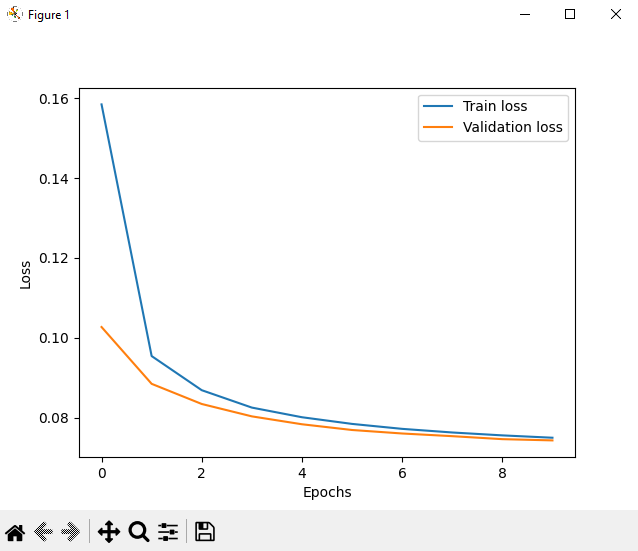 Figure 1
Train loss
Validation loss
0.16
0.14
0.12
0.10
0.08
Loss
0 2 4 6 8
Epochs